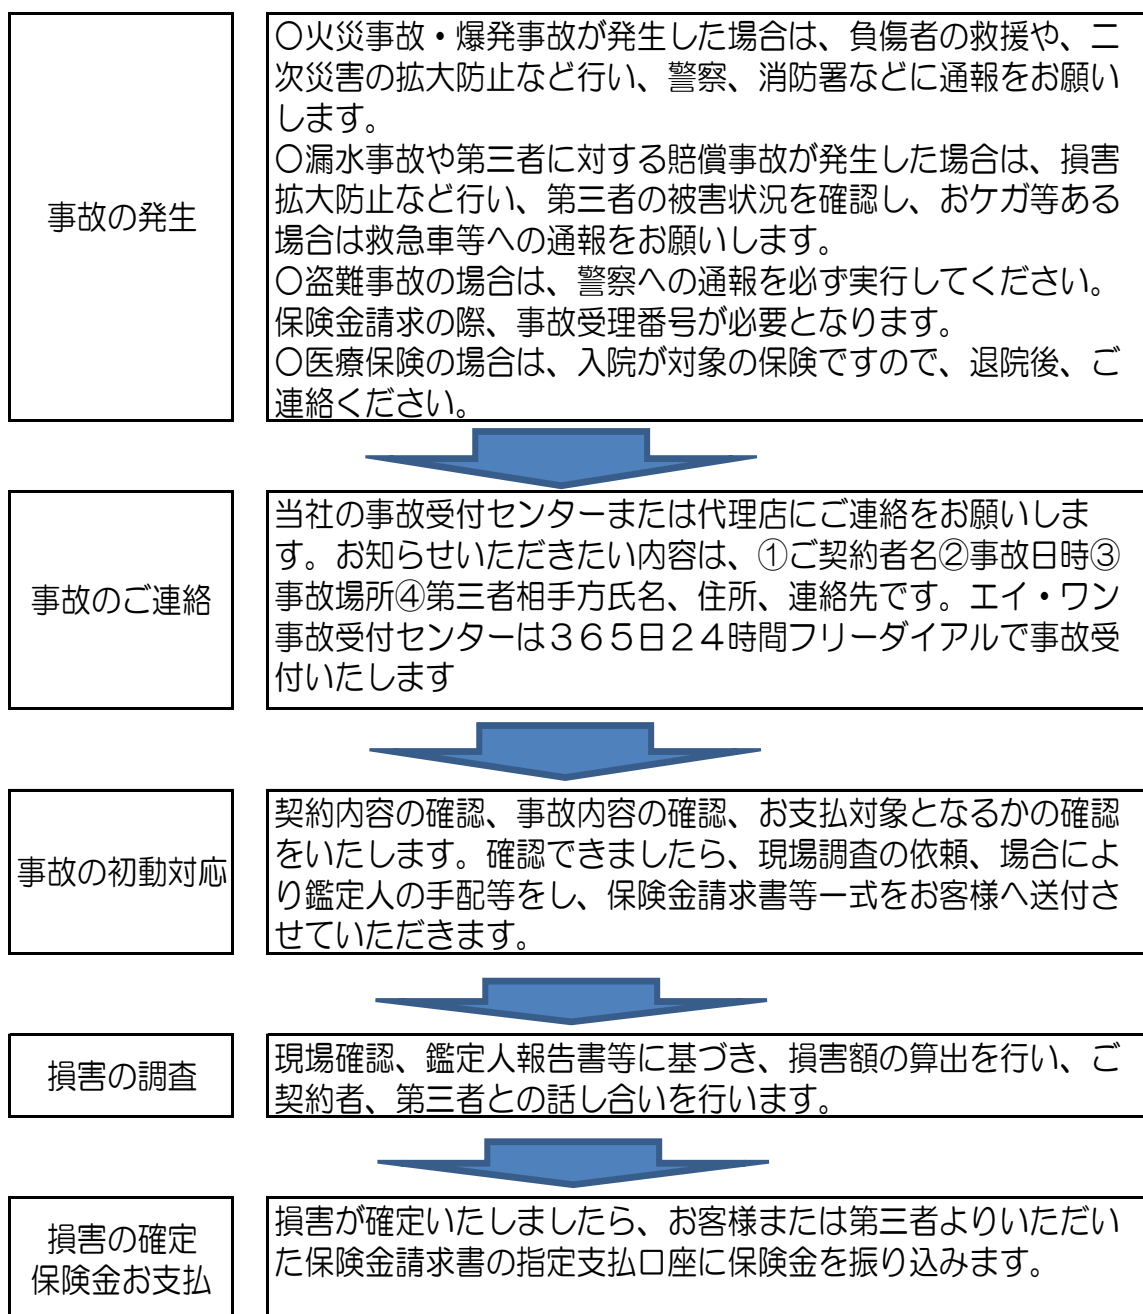 事故の発生
〇火災事故・爆発事故が発生した場合は、負傷者の救援や、二
次災害の拡大防止など行い、警察、消防署などに通報をお願い
します。
〇漏水事故や第三者に対する賠償事故が発生した場合は、損害
拡大防止など行い、第三者の被害状況を確認し、おケガ等ある
場合は救急車等への通報をお願いします。
〇盗難事故の場合は、警察への通報を必ず実行してください。
保険金請求の際、事故受理番号が必要となります。
〇医療保険の場合は、入院が対象の保険ですので、退院後、ご
連絡ください。
事故のご連絡
当社の事故受付センターまたは代理店にご連絡をお願いしま
す。お知らせいただきたい内容は、①ご契約者名②事故日時③
事故場所④第三者相手方氏名、住所、連絡先です。エイ・ワン
事故受付センターは365日24時間フリーダイアルで事故受
付いたします
事故の初動対応
契約内容の確認、事故内容の確認、お支払対象となるかの確認
をいたします。確認できましたら、現場調査の依頼、場合によ
り鑑定人の手配等をし、保険金請求書等一式をお客様へ送付さ
せていただきます。
損害の調査
現場確認、鑑定人報告書等に基づき、損害額の算出を行い、ご
契約者、第三者との話し合いを行います。
損害の確定
保険金お支払
損害が確定いたしましたら、お客様または第三者よりいただい
た保険金請求書の指定支払口座に保険金を振り込みます。